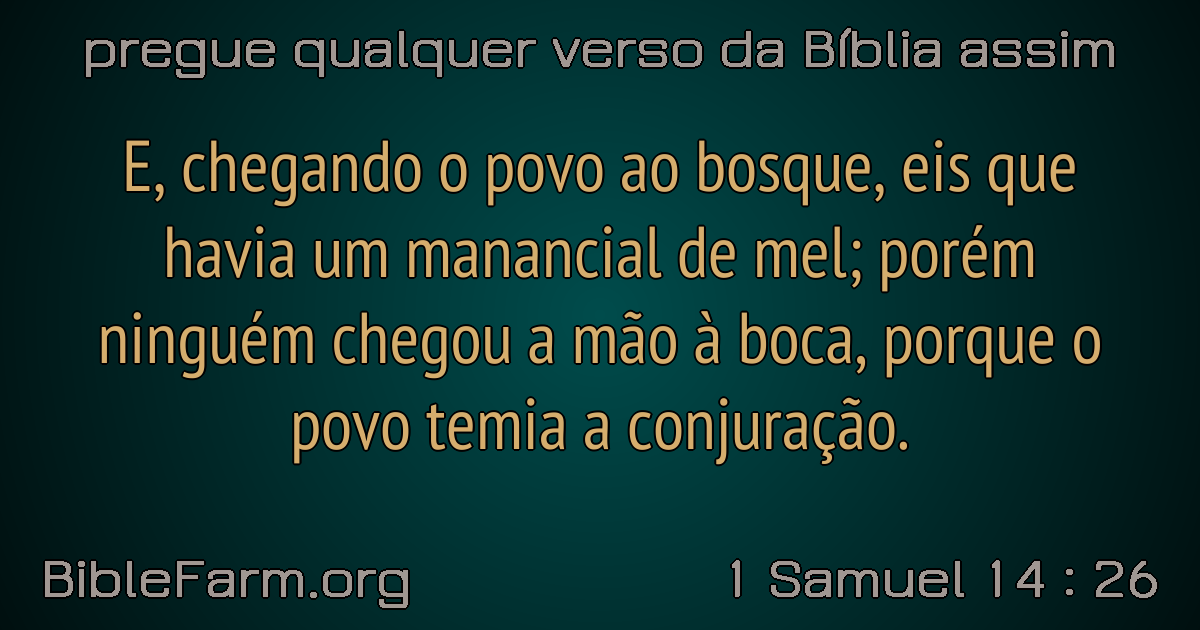 pregue qualquer verso da Bíblia assim
E, chegando o povo ao bosque, eis que
havia um manancial de mel; porém
ninguém chegou a mão à boca, porque o
povo temia a conjuração.
BibleFarm.org
1 Samuel 14 : 26